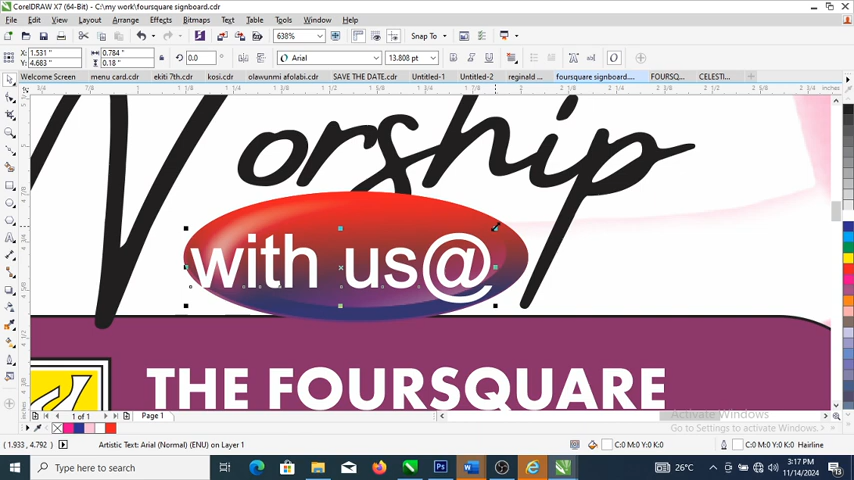 CorelDRAW X7 (64-Bit) - C:\my work\foursquare signboard.cdr
File Edit View Layout Arrange Effects Bitmaps Text Table Tools Window Help
638% Snap To
X: 1.531 " 0.784 " 0.0 Arial 13.808 pt
Y: 4.683 " 0.18 "
Welcome Screen menu card.cdr ekiti 7th.cdr kosi.cdr olawunmi afolabi.cdr SAVE THE DATE.cdr Untitled-1 Untitled-2 reginald ... foursquare signboard.... FOURSQ... CELESTI...
Worship
with us@
THE FOURSQUARE
Activate Windows
Go to Settings to activate Windows.
1 of 1 Page 1
(1.933, 4.792) Artistic Text: Arial (Normal) (ENU) on Layer 1 C:0 M:0 Y:0 K:0 C:0 M:0 Y:0 K:0 Hairline
Type here to search 26°C 3:17 PM
11/14/2024